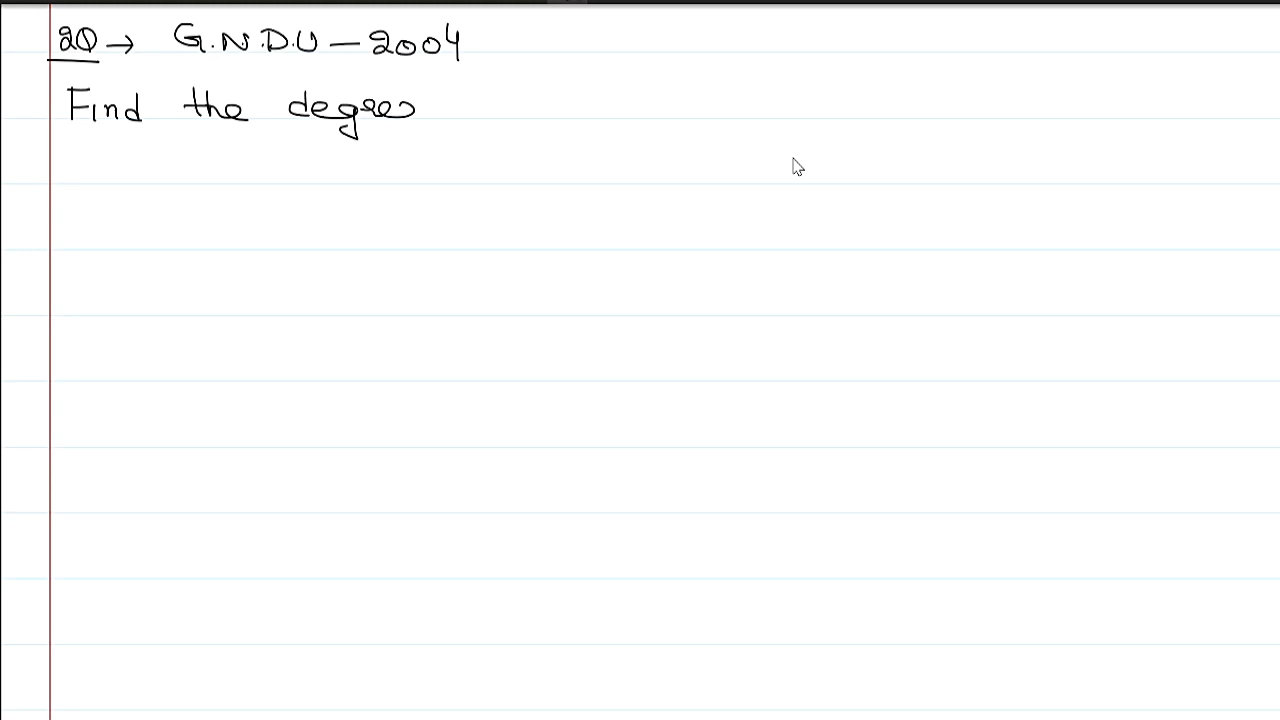 2Q → G.N.D.U - 2004
Find the degree